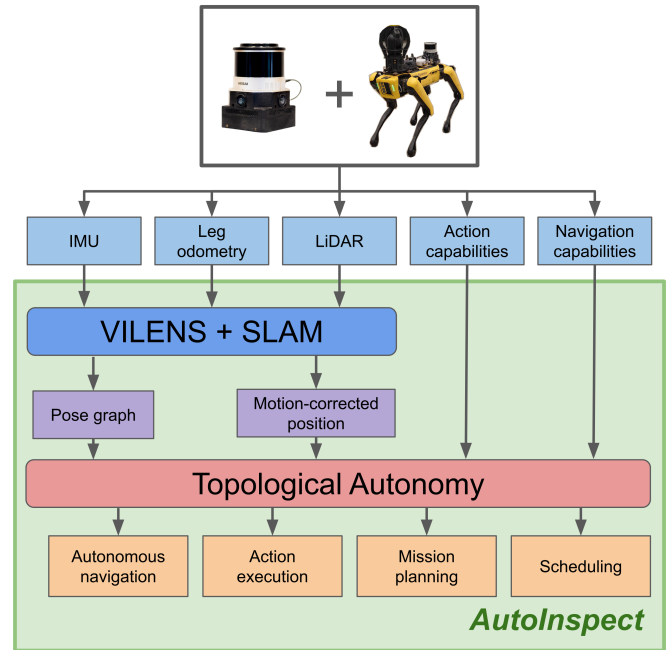 +
IMU
Leg
odometry
LiDAR
Action
capabilities
Navigation
capabilities
VILENS + SLAM
Pose graph
Motion-corrected
position
Topological Autonomy
Autonomous
navigation
Action
execution
Mission
planning
Scheduling
AutoInspect